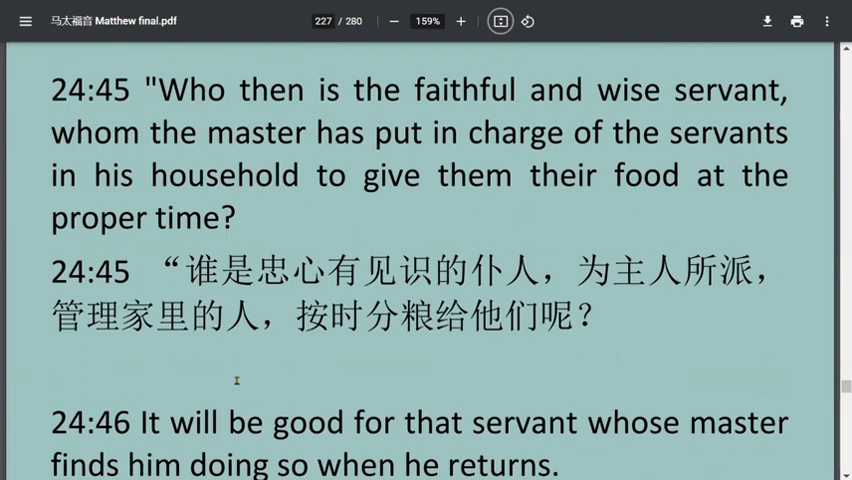 马太福音 Matthew final.pdf
227 / 280
159%
24:45 "Who then is the faithful and wise servant,
whom the master has put in charge of the servants
in his household to give them their food at the
proper time?
24:45 “谁是忠心有见识的仆人，为主人所派，
管理家里的人，按时分粮给他们呢？
24:46 It will be good for that servant whose master
finds him doing so when he returns.